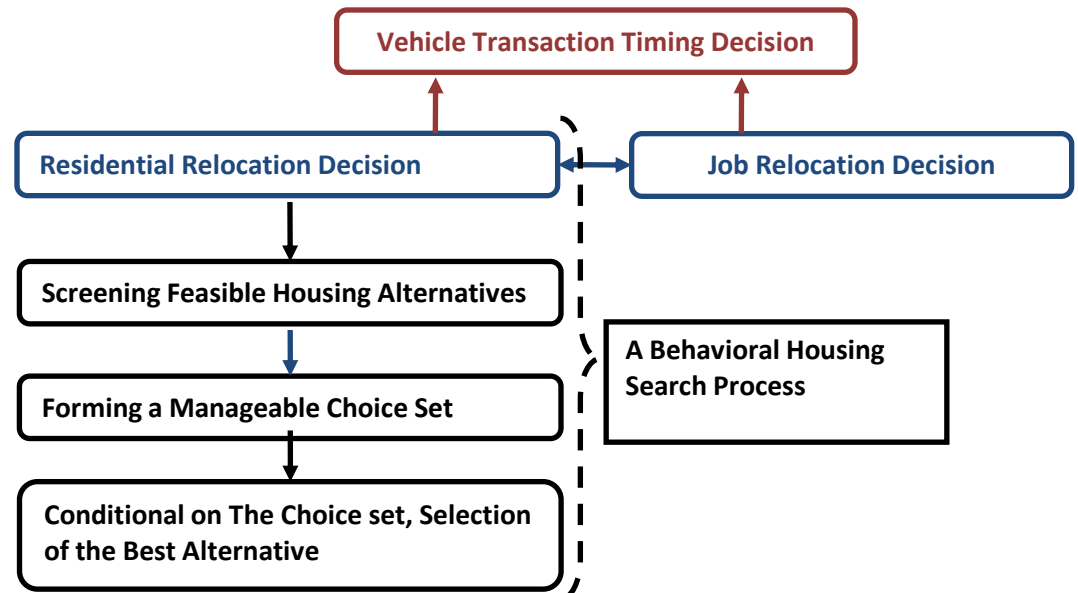 Vehicle Transaction Timing Decision
Residential Relocation Decision
Job Relocation Decision
Screening Feasible Housing Alternatives
Forming a Manageable Choice Set
A Behavioral Housing
Search Process
Conditional on The Choice set, Selection
of the Best Alternative